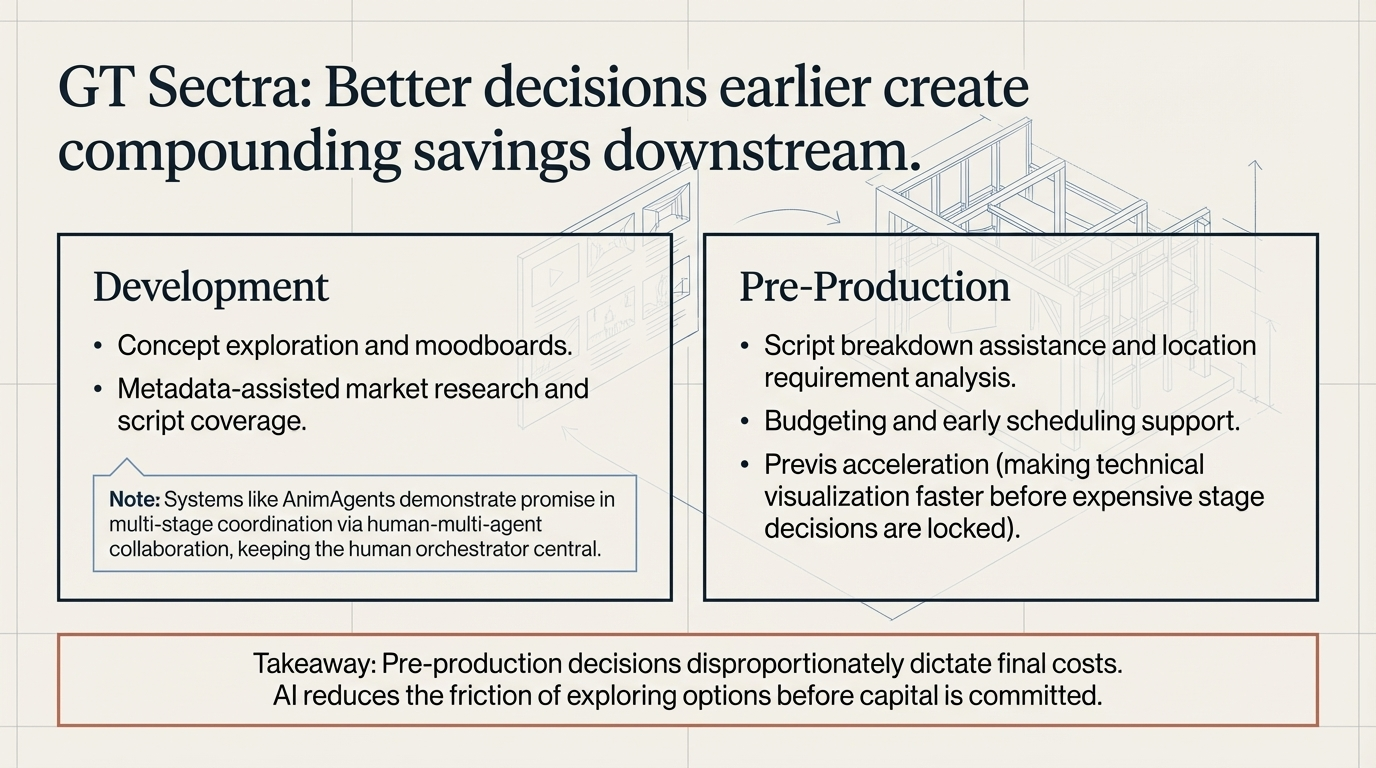 GT Sectra: Better decisions earlier create
compounding savings downstream.
Development
• Concept exploration and moodboards.
• Metadata-assisted market research and
script coverage.
Note: Systems like AnimAgents demonstrate promise in
multi-stage coordination via human-multi-agent
collaboration, keeping the human orchestrator central.
Pre-Production
• Script breakdown assistance and location
requirement analysis.
• Budgeting and early scheduling support.
• Previs acceleration (making technical
visualization faster before expensive stage
decisions are locked).
Takeaway: Pre-production decisions disproportionately dictate final costs.
AI reduces the friction of exploring options before capital is committed.